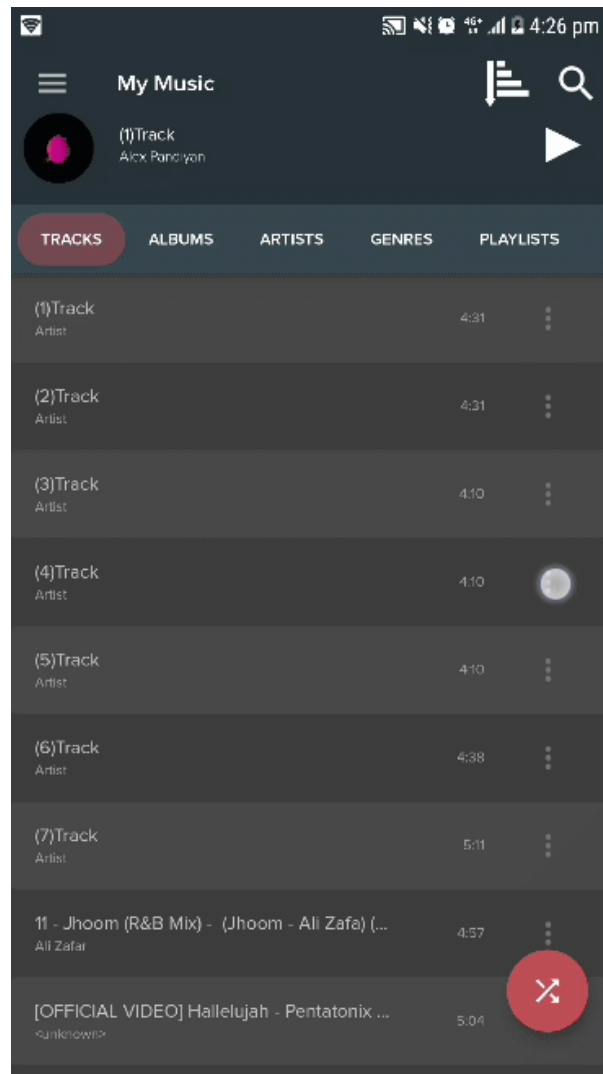 4G+ 4:26 pm
My Music
(1)Track
Alex Pandiyan
TRACKS ALBUMS ARTISTS GENRES PLAYLISTS
(1)Track
Artist
4:31
(2)Track
Artist
4:31
(3)Track
Artist
4:10
(4)Track
Artist
4:10
(5)Track
Artist
4:10
(6)Track
Artist
4:38
(7)Track
Artist
5:11
11 - Jhoom (R&B Mix) - (Jhoom - Ali Zafa) (...
Ali Zafar
4:57
[OFFICIAL VIDEO] Hallelujah - Pentatonix ...
<unknown>
5:04